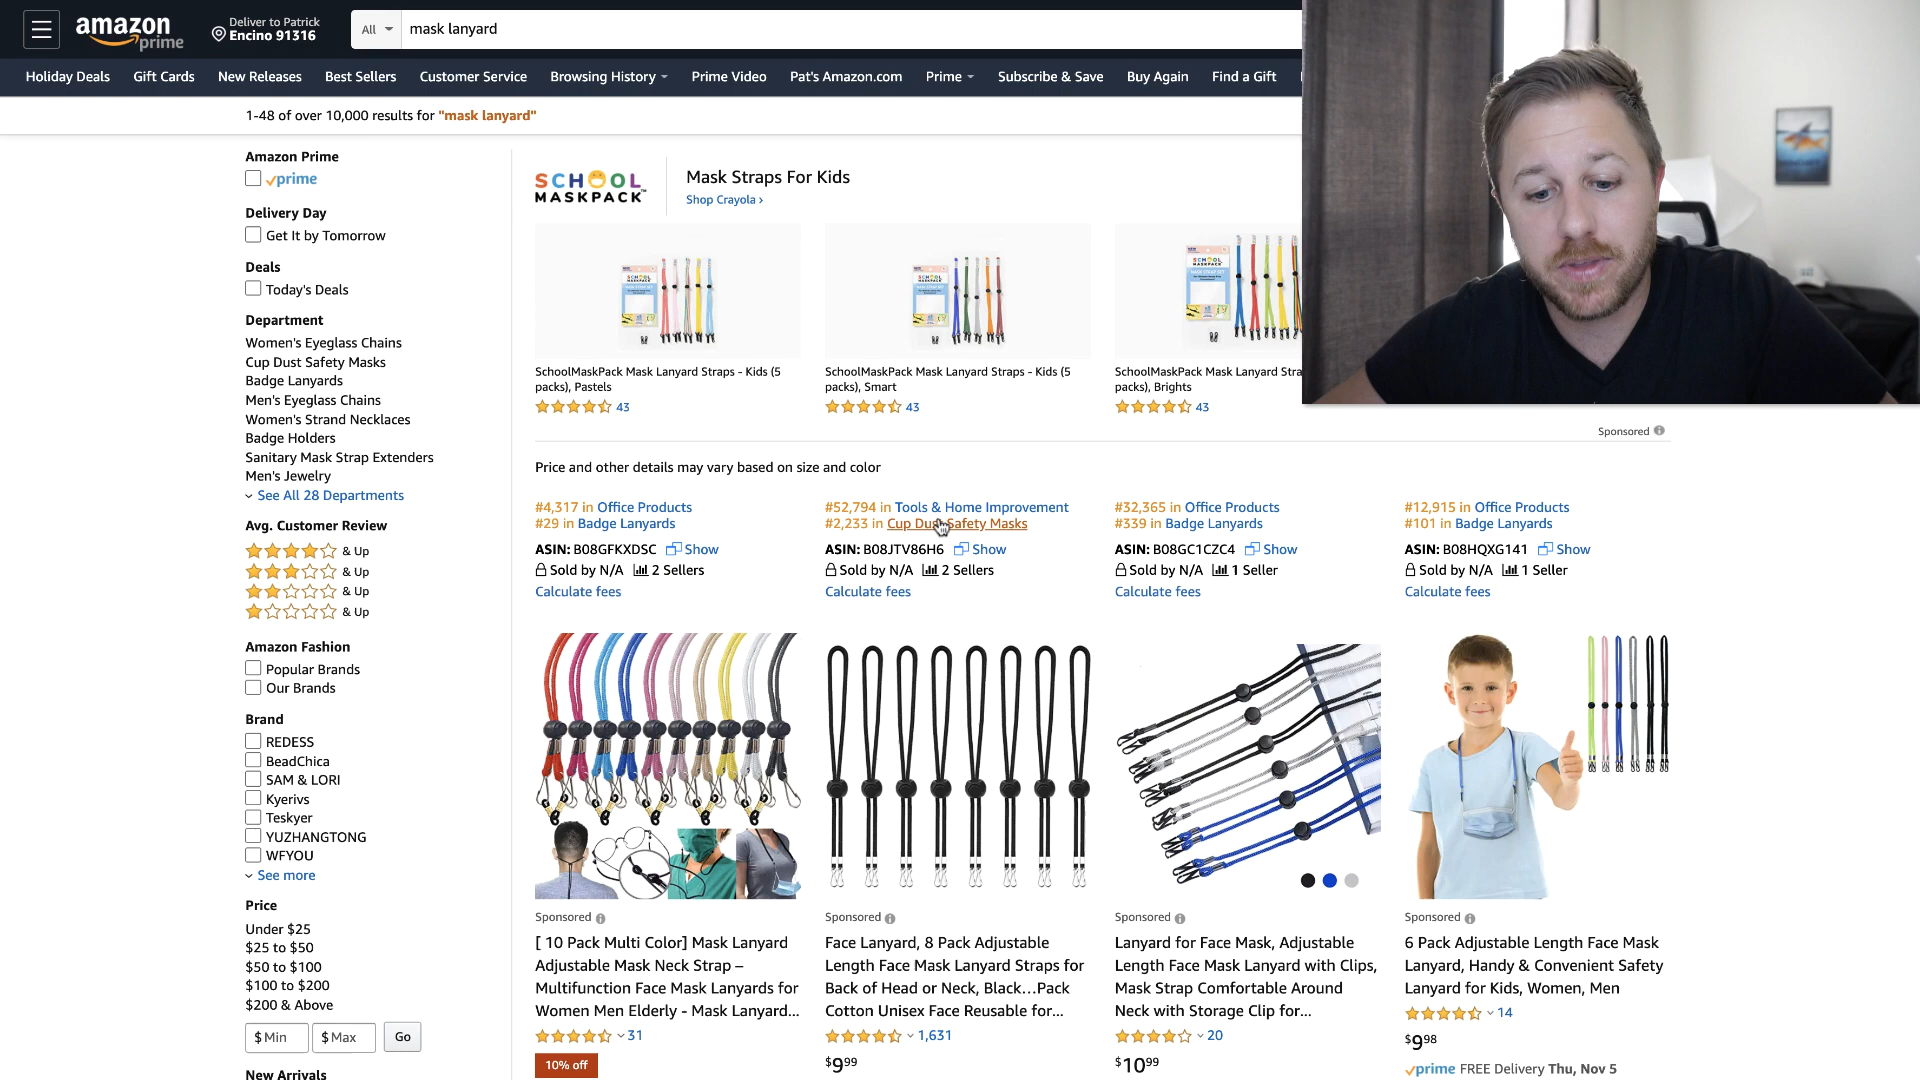 amazon
prime
Deliver to Patrick
Encino 91316
All
mask lanyard
Holiday Deals
Gift Cards
New Releases
Best Sellers
Customer Service
Browsing History
Prime Video
Pat's Amazon.com
Prime
Subscribe & Save
Buy Again
Find a Gift
1-48 of over 10,000 results for "mask lanyard"
Amazon Prime
prime
Delivery Day
Get It by Tomorrow
Deals
Today's Deals
Department
Women's Eyeglass Chains
Cup Dust Safety Masks
Badge Lanyards
Men's Eyeglass Chains
Women's Strand Necklaces
Badge Holders
Sanitary Mask Strap Extenders
Men's Jewelry
See All 28 Departments
Avg. Customer Review
& Up
& Up
& Up
& Up
Amazon Fashion
Popular Brands
Our Brands
Brand
REDESS
BeadChica
SAM & LORI
Kyerivs
Teskyer
YUZHANGTONG
WFYOU
See more
Price
Under $25
$25 to $50
$50 to $100
$100 to $200
$200 & Above
$ Min
$ Max
Go
New Arrivals
SCHOOL
MASKPACK™
Mask Straps For Kids
Shop Crayola ›
SchoolMaskPack Mask Lanyard Straps - Kids (5
packs), Pastels
43
SchoolMaskPack Mask Lanyard Straps - Kids (5
packs), Smart
43
SchoolMaskPack Mask Lanyard Stra
packs), Brights
43
Sponsored
Price and other details may vary based on size and color
#4,317 in Office Products
#29 in Badge Lanyards
ASIN: B08GFKXDSC Show
Sold by N/A 2 Sellers
Calculate fees
#52,794 in Tools & Home Improvement
#2,233 in Cup Dust Safety Masks
ASIN: B08JTV86H6 Show
Sold by N/A 2 Sellers
Calculate fees
#32,365 in Office Products
#339 in Badge Lanyards
ASIN: B08GC1CZC4 Show
Sold by N/A 1 Seller
Calculate fees
#12,915 in Office Products
#101 in Badge Lanyards
ASIN: B08HQXG141 Show
Sold by N/A 1 Seller
Calculate fees
Sponsored
[ 10 Pack Multi Color] Mask Lanyard
Adjustable Mask Neck Strap –
Multifunction Face Mask Lanyards for
Women Men Elderly - Mask Lanyard...
31
10% off
Sponsored
Face Lanyard, 8 Pack Adjustable
Length Face Mask Lanyard Straps for
Back of Head or Neck, Black...Pack
Cotton Unisex Face Reusable for...
1,631
$9.99
Sponsored
Lanyard for Face Mask, Adjustable
Length Face Mask Lanyard with Clips,
Mask Strap Comfortable Around
Neck with Storage Clip for...
20
$10.99
Sponsored
6 Pack Adjustable Length Face Mask
Lanyard, Handy & Convenient Safety
Lanyard for Kids, Women, Men
14
$9.98
prime FREE Delivery Thu, Nov 5